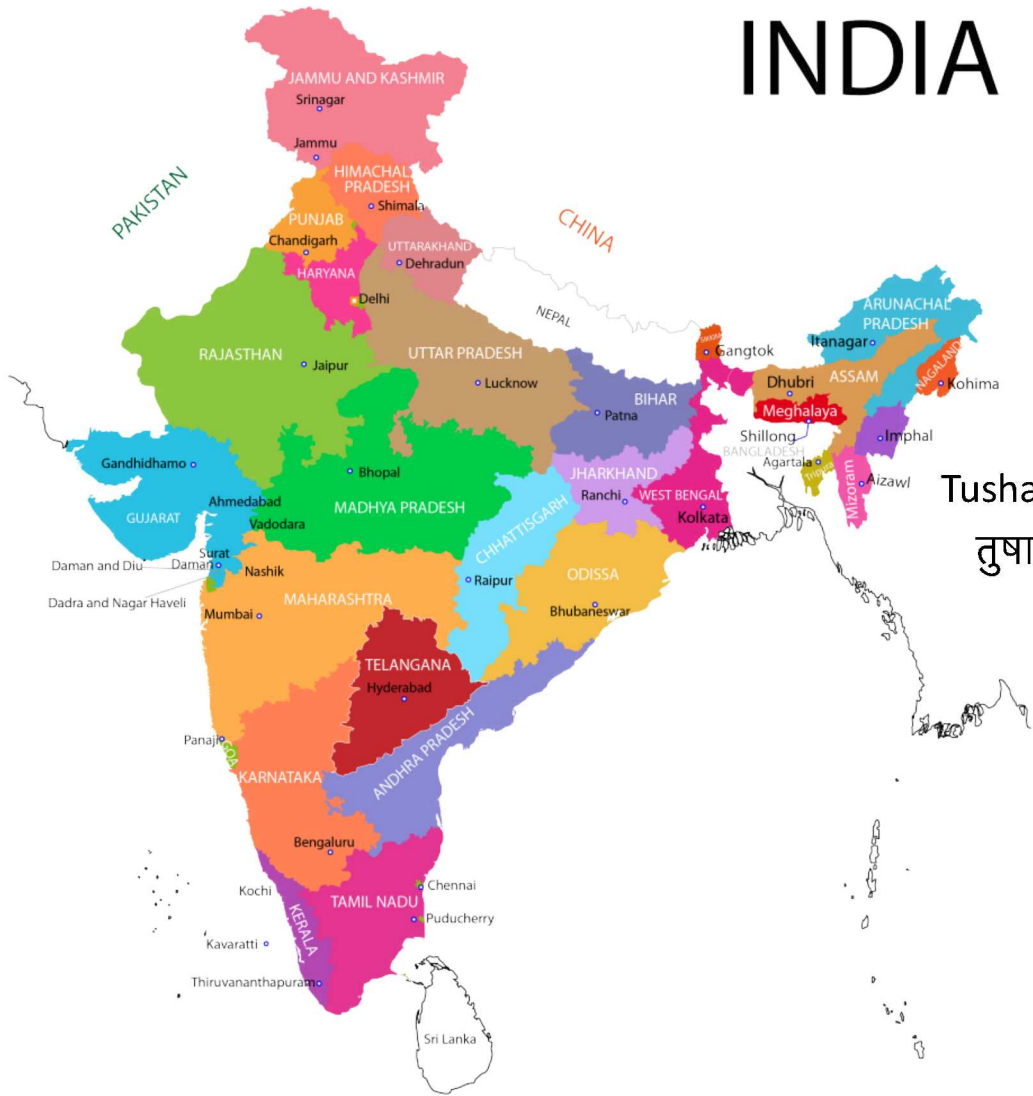 INDIA
JAMMU AND KASHMIR
Srinagar
Jammu
HIMACHAL
PRADESH
Shimala
PAKISTAN
PUNJAB
Chandigarh
CHINA
UTTARAKHAND
Dehradun
HARYANA
Delhi
NEPAL
ARUNACHAL
PRADESH
Itanagar
RAJASTHAN
Jaipur
UTTAR PRADESH
Lucknow
Gangtok
ASSAM
NAGALAND
Kohima
Dhubri
BIHAR
Patna
Meghalaya
Shillong
Imphal
BANGLADESH
Agartala
Tripura
Mizoram
Aizawl
Gandhidhamo
Bhopal
JHARKHAND
Ranchi
WEST BENGAL
Kolkata
Tusha
तुषा
GUJARAT
Ahmedabad
Vadodara
MADHYA PRADESH
CHHATTISGARH
Surat
Daman and Diu
Daman
Nashik
Raipur
ODISSA
Bhubaneswar
Dadra and Nagar Haveli
MAHARASHTRA
Mumbai
TELANGANA
Hyderabad
Panaji
GOA
KARNATAKA
ANDHRA PRADESH
Bengaluru
Kochi
TAMIL NADU
Chennai
Puducherry
KERALA
Kavaratti
Thiruvananthapuram
Sri Lanka